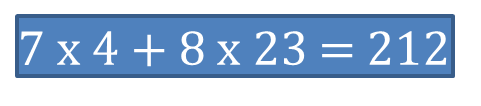 7 x 4 + 8 x 23 = 212